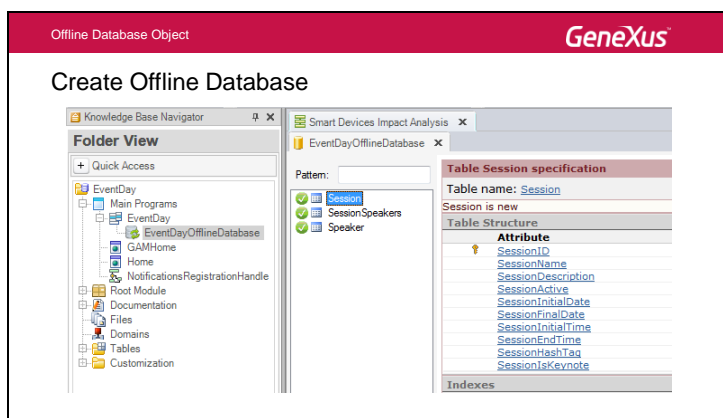 Offline Database Object
GeneXus™
Create Offline Database
Knowledge Base Navigator
Folder View
Quick Access
EventDay
Main Programs
EventDay
EventDayOfflineDatabase
GAMHome
Home
NotificationsRegistrationHandle
Root Module
Documentation
Files
Domains
Tables
Customization
Smart Devices Impact Analysis
EventDayOfflineDatabase
Pattern:
Session
SessionSpeakers
Speaker
Table Session specification
Table name: Session
Session is new
Table Structure
Attribute
SessionID
SessionName
SessionDescription
SessionActive
SessionInitialDate
SessionFinalDate
SessionInitialTime
SessionEndTime
SessionHashTag
SessionIsKeynote
Indexes